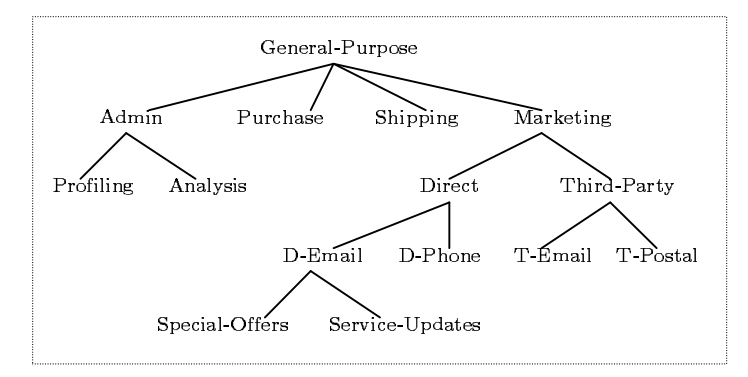 General-Purpose
Admin Purchase Shipping Marketing
Profiling Analysis Direct Third-Party
D-Email D-Phone T-Email T-Postal
Special-Offers Service-Updates